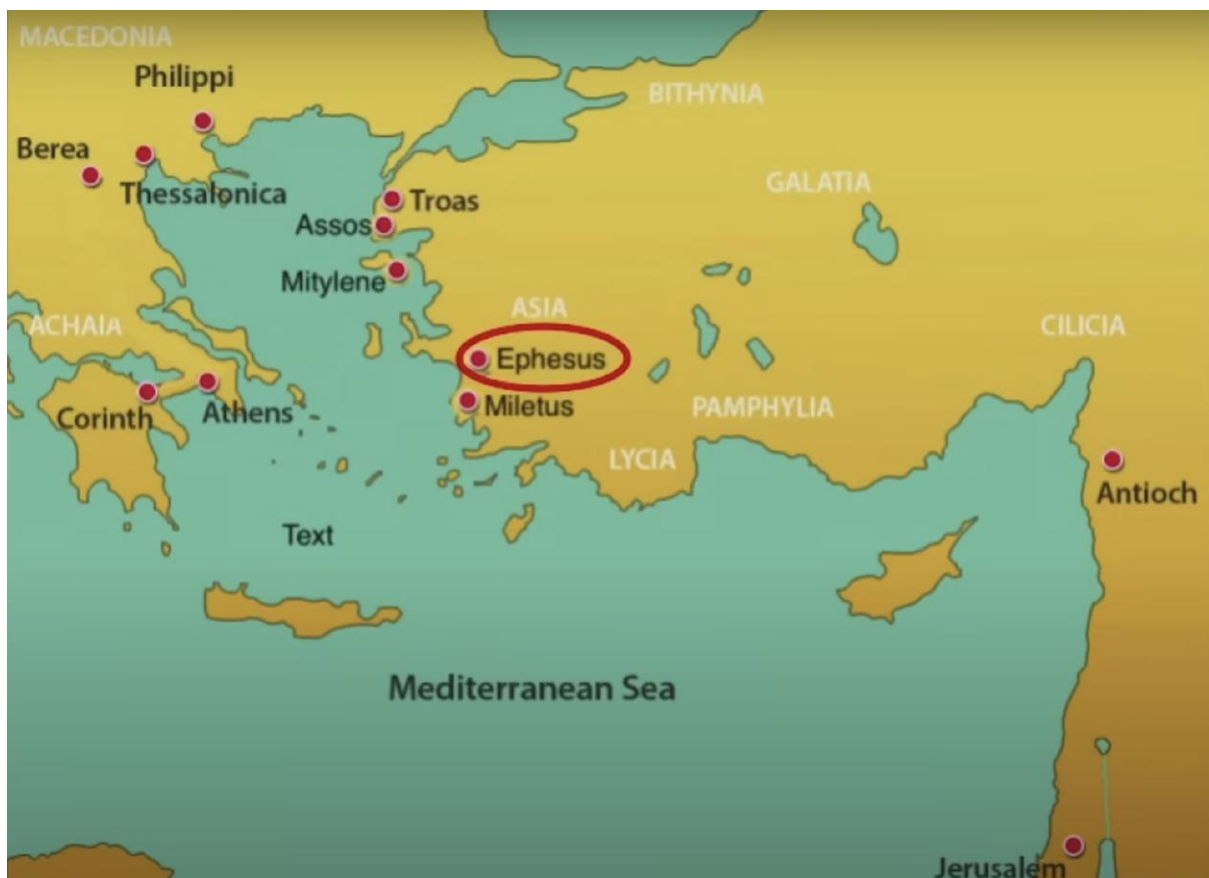 MACEDONIA
Philippi
BITHYNIA
Berea
Thessalonica
GALATIA
Troas
Assos
Mitylene
ASIA
ACHAIA
CILICIA
Ephesus
Corinth
Athens
Miletus
PAMPHYLIA
LYCIA
Antioch
Text
Mediterranean Sea
Jerusalem